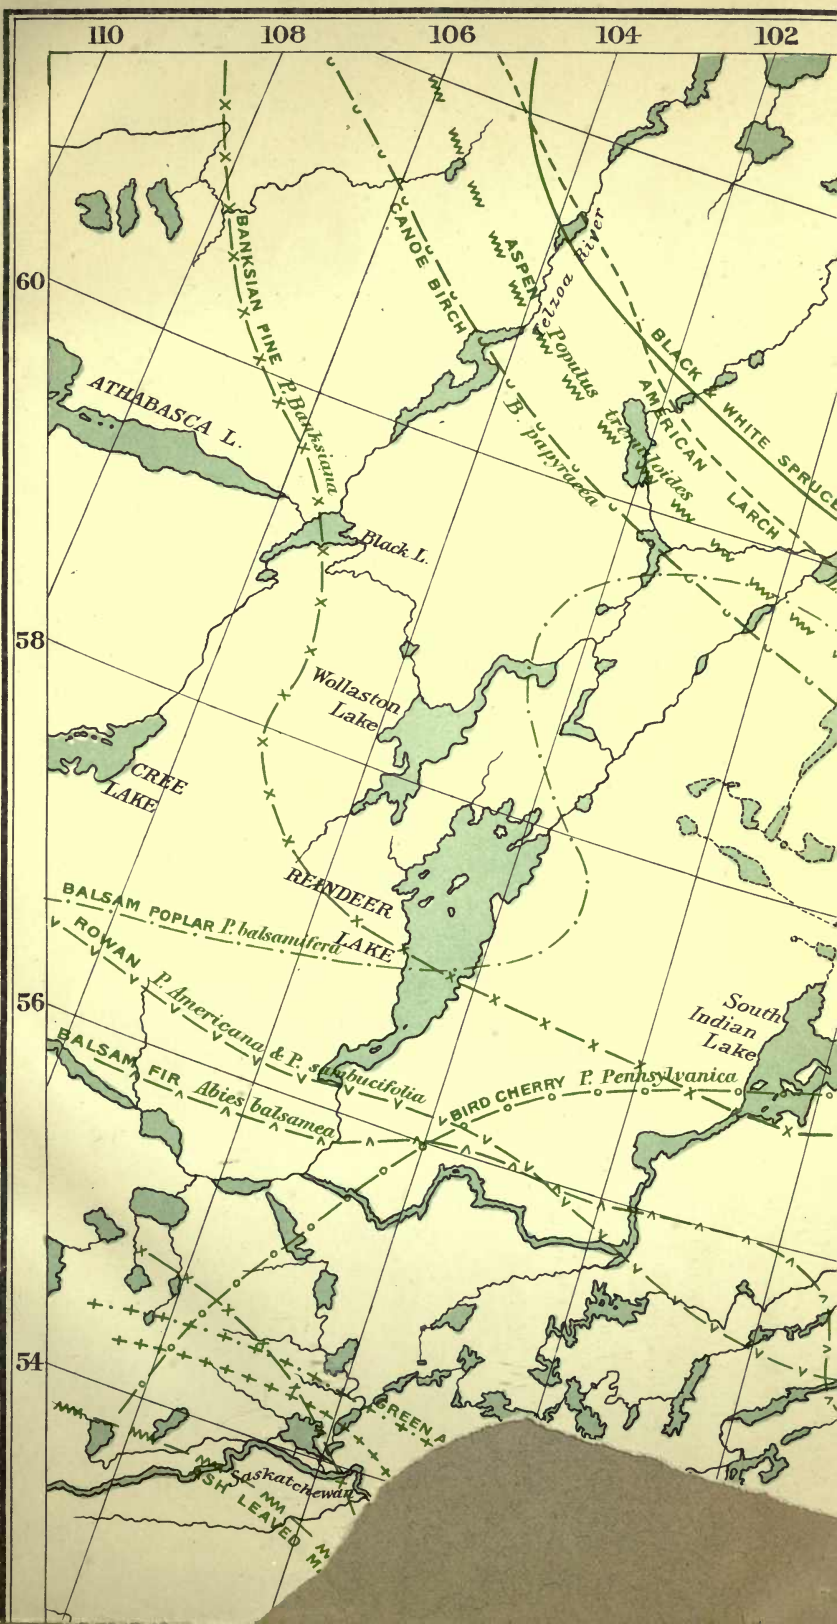 110 108 106 104 102
60
58
56
54
BANKSIAN PINE P. Banksiana
CANOE BIRCH B. papyracea
ASPEN Populus tremuloides
BLACK & WHITE SPRUCE
AMERICAN LARCH
River
ATHABASCA L.
Black L.
Wollaston
Lake
CREE
LAKE
REINDEER
LAKE
BALSAM POPLAR P. balsamifera
ROWAN P. Americana & P. sambucifolia
BALSAM FIR Abies balsamea
BIRD CHERRY P. Pennsylvanica
South
Indian
Lake
GREEN A
Saskatchewan
SH LEAVED M